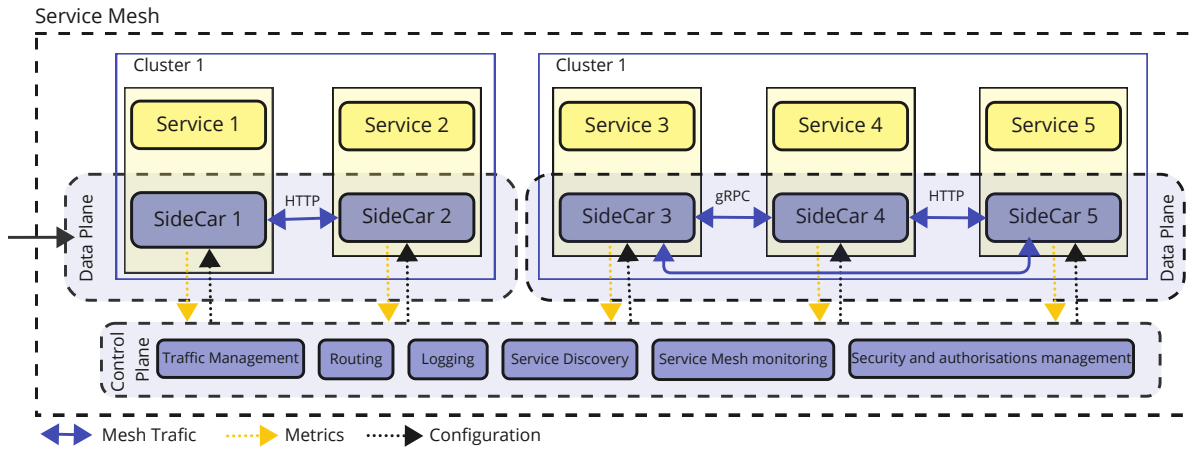 Service Mesh
Cluster 1
Cluster 1
Service 1
Service 2
Service 3
Service 4
Service 5
Data Plane
SideCar 1
HTTP
SideCar 2
SideCar 3
gRPC
SideCar 4
HTTP
SideCar 5
Data Plane
Control
Plane
Traffic Management
Routing
Logging
Service Discovery
Service Mesh monitoring
Security and authorisations management
Mesh Trafic
Metrics
Configuration